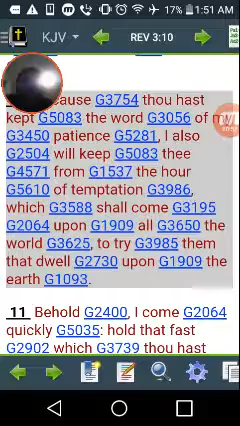 17% 1:51 AM
KJV REV 3:10
cause G3754 thou hast
kept G5083 the word G3056 of
G3450 patience G5281, I also
G2504 will keep G5083 thee
G4571 from G1537 the hour
G5610 of temptation G3986,
which G3588 shall come G3195
G2064 upon G1909 all G3650 the
world G3625, to try G3985 them
that dwell G2730 upon G1909 the
earth G1093.
11 Behold G2400, I come G2064
quickly G5035: hold that fast
G2902 which G3739 thou hast